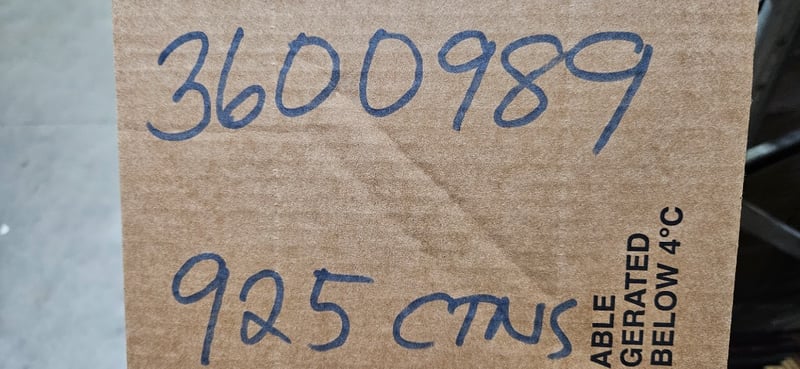 3600989
925 CTNS
ABLE
GERATED
BELOW 4°C